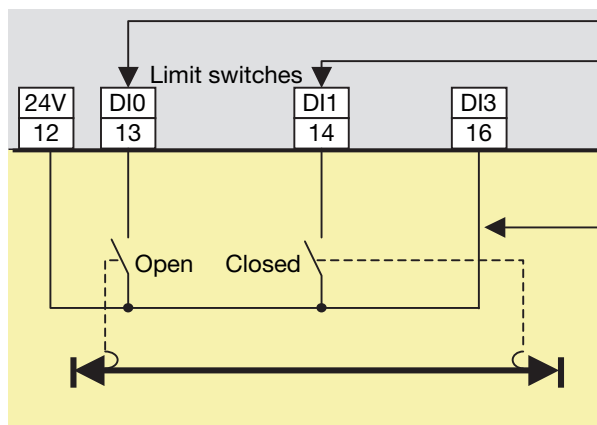 Limit switches
24V DI0 DI1 DI3
12 13 14 16
Open Closed